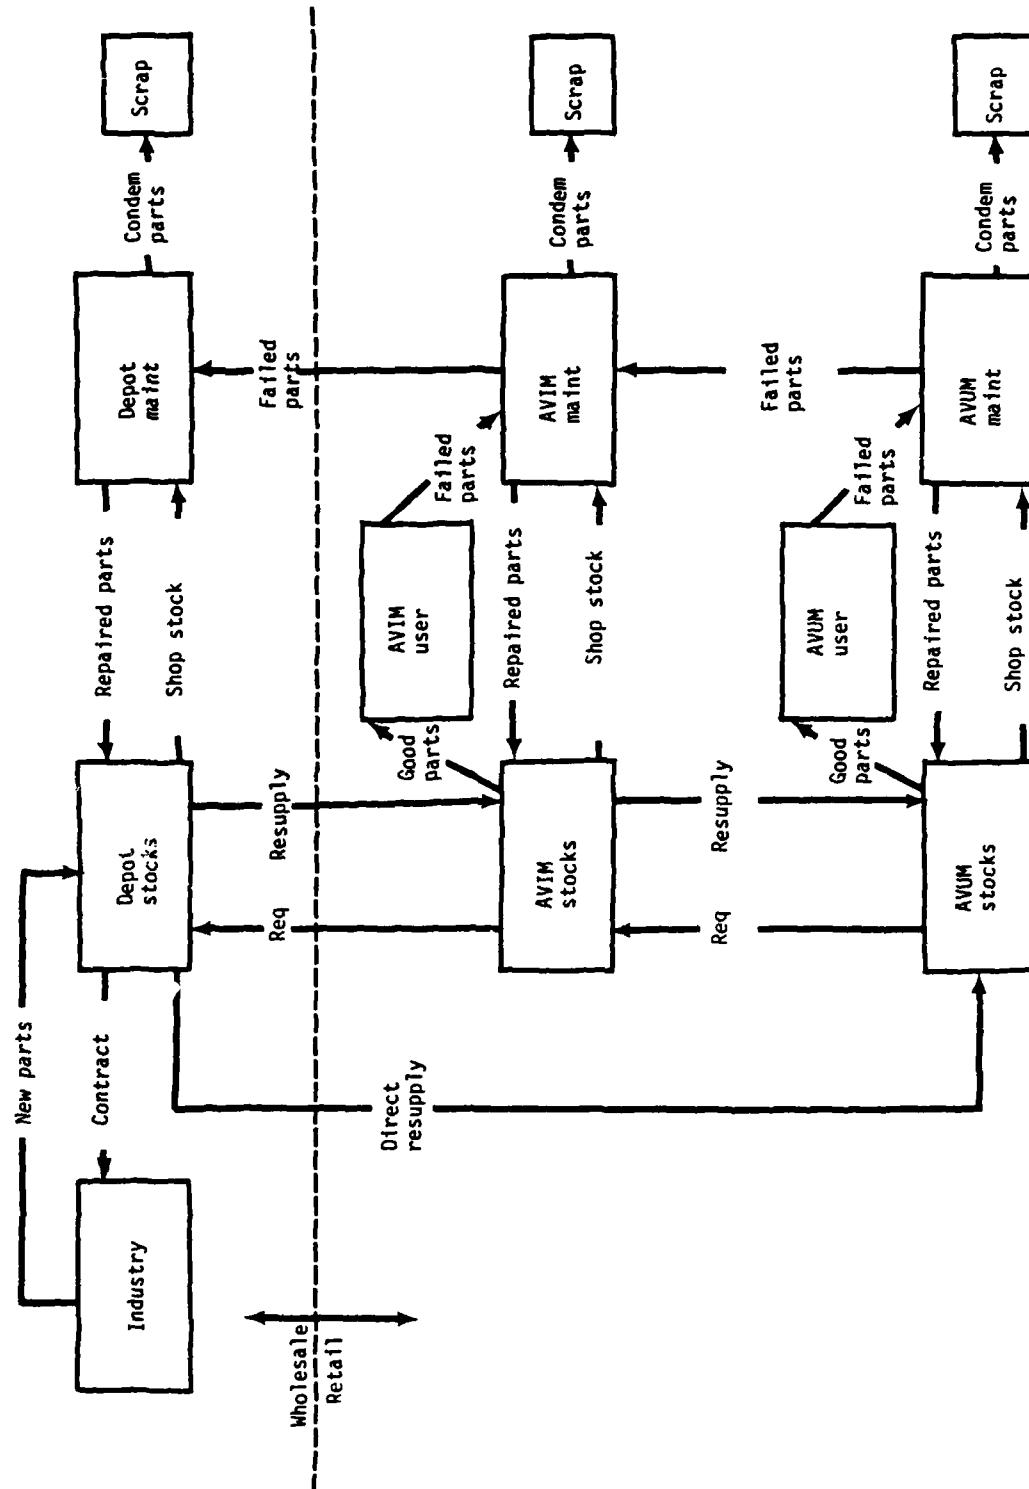 New parts
Industry
Contract
Depot
stocks
Repaired parts
Shop stock
Depot
maint
Condem
parts
Scrap
Wholesale
Retail
Req
Resupply
Failed
parts
Direct
resupply
Good
parts
AVIM
user
Failed
parts
AVIM
stocks
Repaired parts
Shop stock
AVIM
maint
Condem
parts
Scrap
Req
Resupply
Failed
parts
Good
parts
AVUM
user
Failed
parts
AVUM
stocks
Repaired parts
Shop stock
AVUM
maint
Condem
parts
Scrap